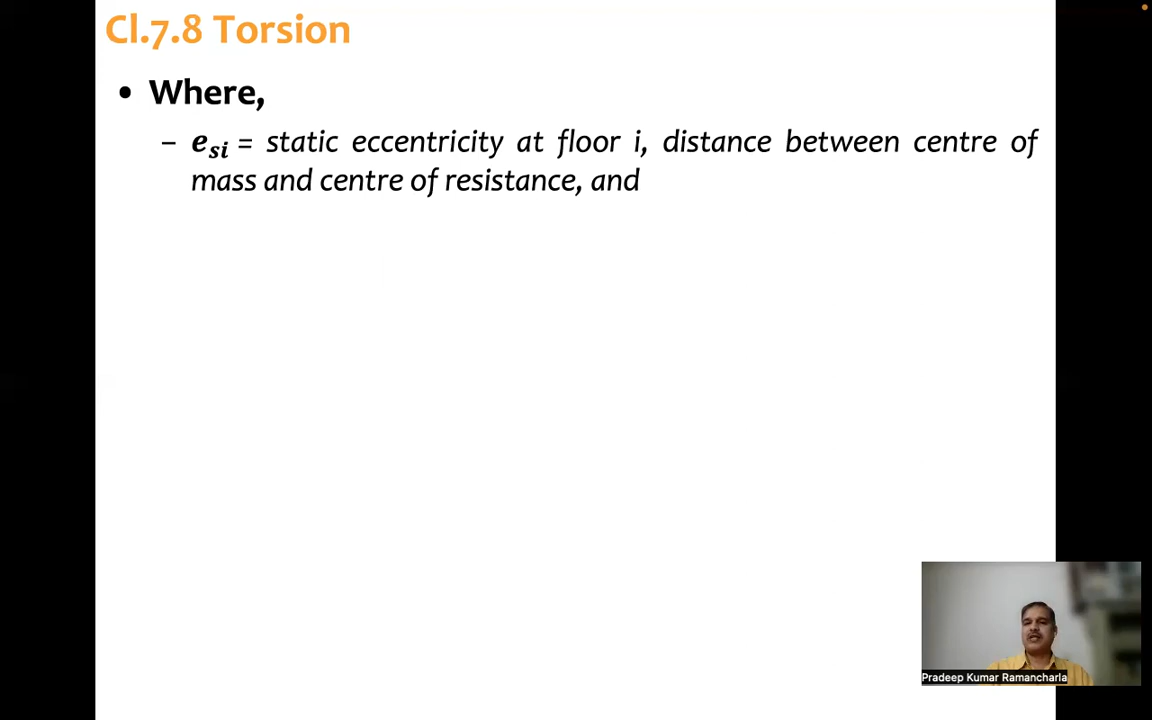 Cl.7.8 Torsion
• Where,
– e_si = static eccentricity at floor i, distance between centre of
mass and centre of resistance, and
Pradeep Kumar Ramancharla